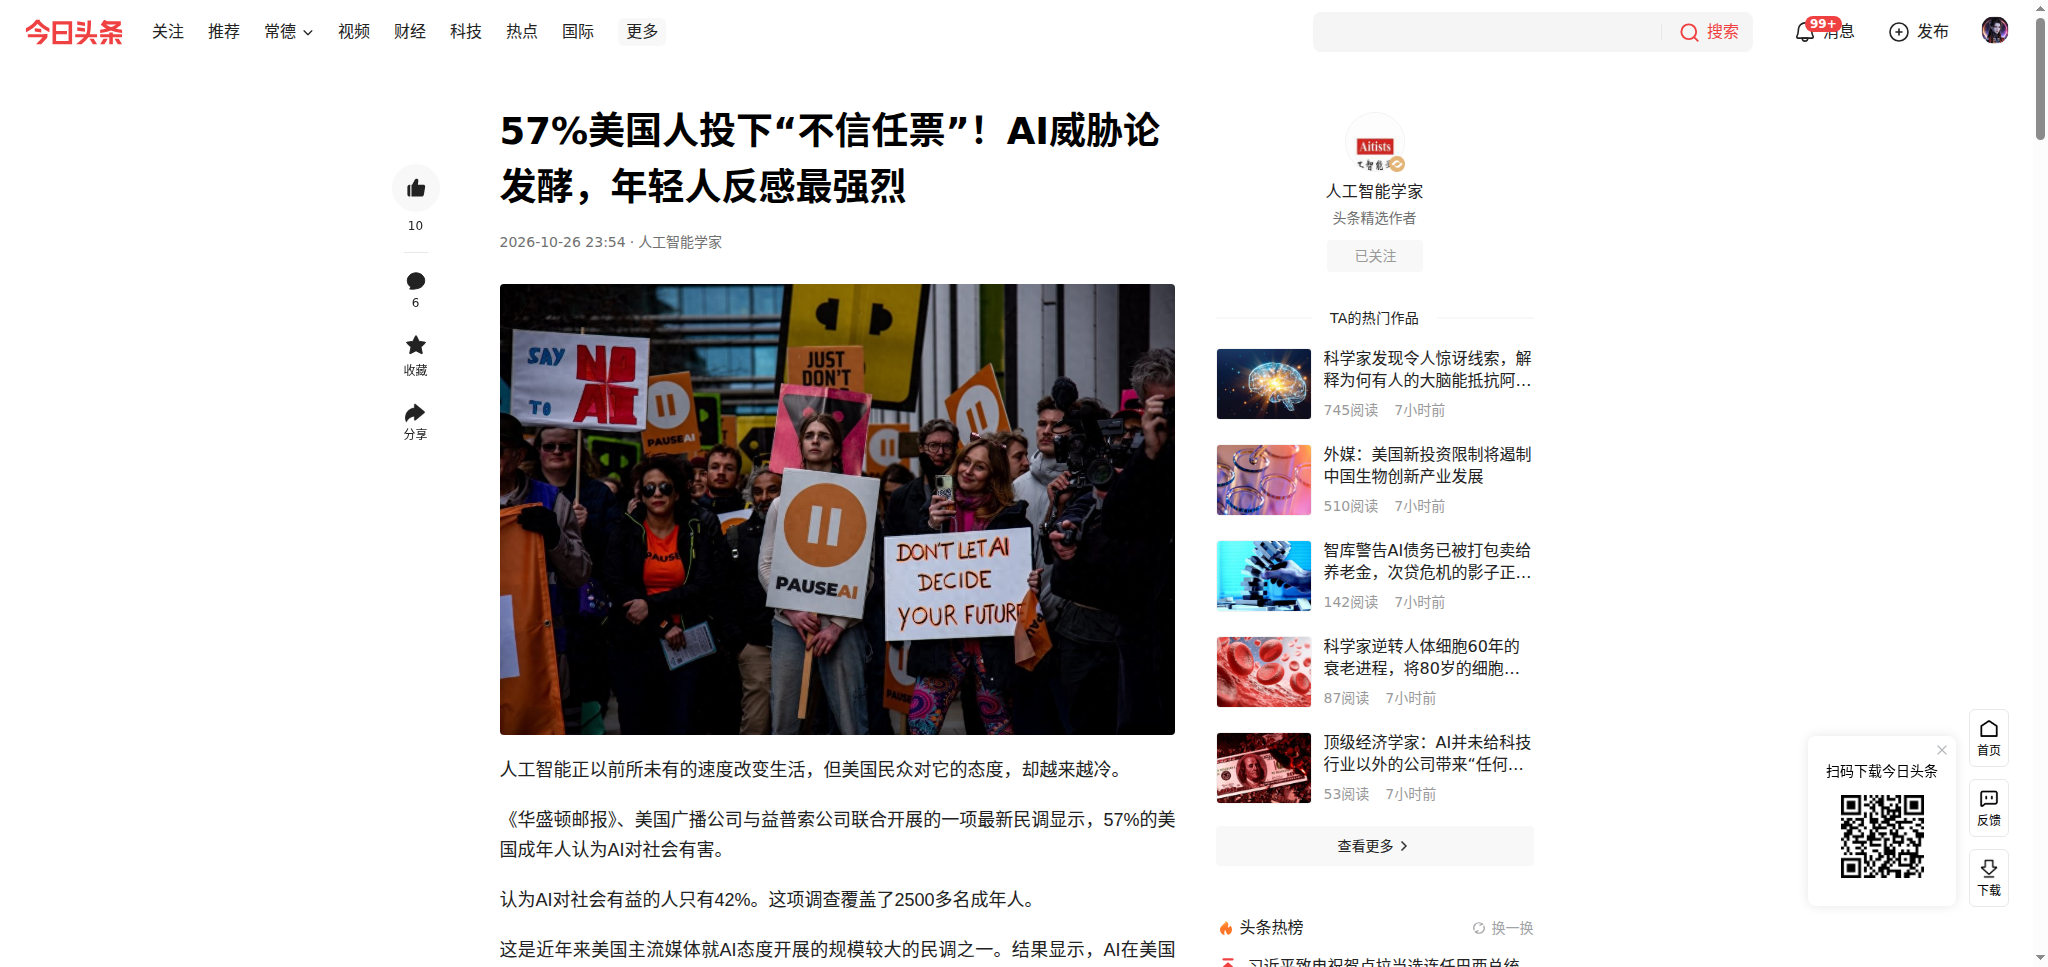 今日头条
关注
推荐
常德
视频
财经
科技
热点
国际
更多
搜索
99+
消息
发布
57%美国人投下“不信任票”！AI威胁论
发酵，年轻人反感最强烈
2026-10-26 23:54 · 人工智能学家
10
6
收藏
分享
SAY NO
TO AI
JUST
DON'T
PAUSEAI
PAUSE
PAUSEAI
DON'T LET AI
DECIDE
YOUR FUTURE
PAUSE
人工智能正以前所未有的速度改变生活，但美国民众对它的态度，却越来越冷。
《华盛顿邮报》、美国广播公司与益普索公司联合开展的一项最新民调显示，57%的美
国成年人认为AI对社会有害。
认为AI对社会有益的人只有42%。这项调查覆盖了2500多名成年人。
这是近年来美国主流媒体就AI态度开展的规模较大的民调之一。结果显示，AI在美国
Aitists
人工智能学家
头条精选作者
已关注
TA的热门作品
科学家发现令人惊讶线索，解
释为何有人的大脑能抵抗阿...
745阅读 7小时前
外媒：美国新投资限制将遏制
中国生物创新产业发展
510阅读 7小时前
智库警告AI债务已被打包卖给
养老金，次贷危机的影子正...
142阅读 7小时前
科学家逆转人体细胞60年的
衰老进程，将80岁的细胞...
87阅读 7小时前
顶级经济学家：AI并未给科技
行业以外的公司带来“任何...
53阅读 7小时前
查看更多
头条热榜
换一换
习近平致电祝贺卢拉当选连任巴西总统
扫码下载今日头条
首页
反馈
下载